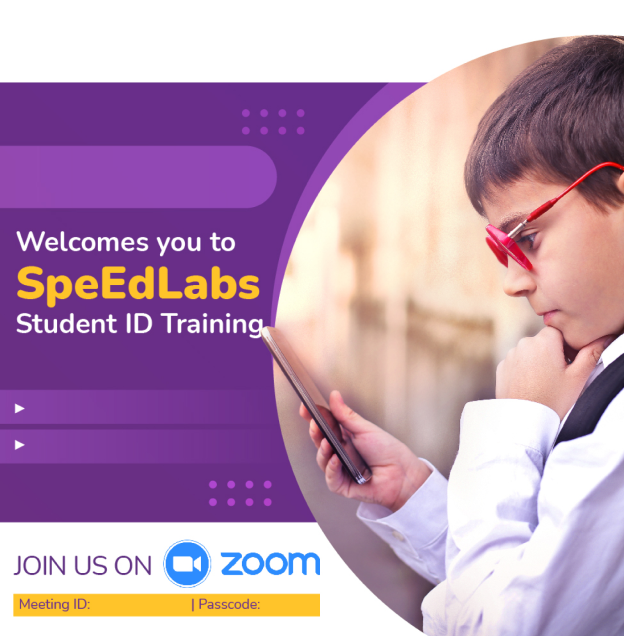 Welcomes you to
SpeEdLabs
Student ID Training
JOIN US ON zoom
Meeting ID: | Passcode: